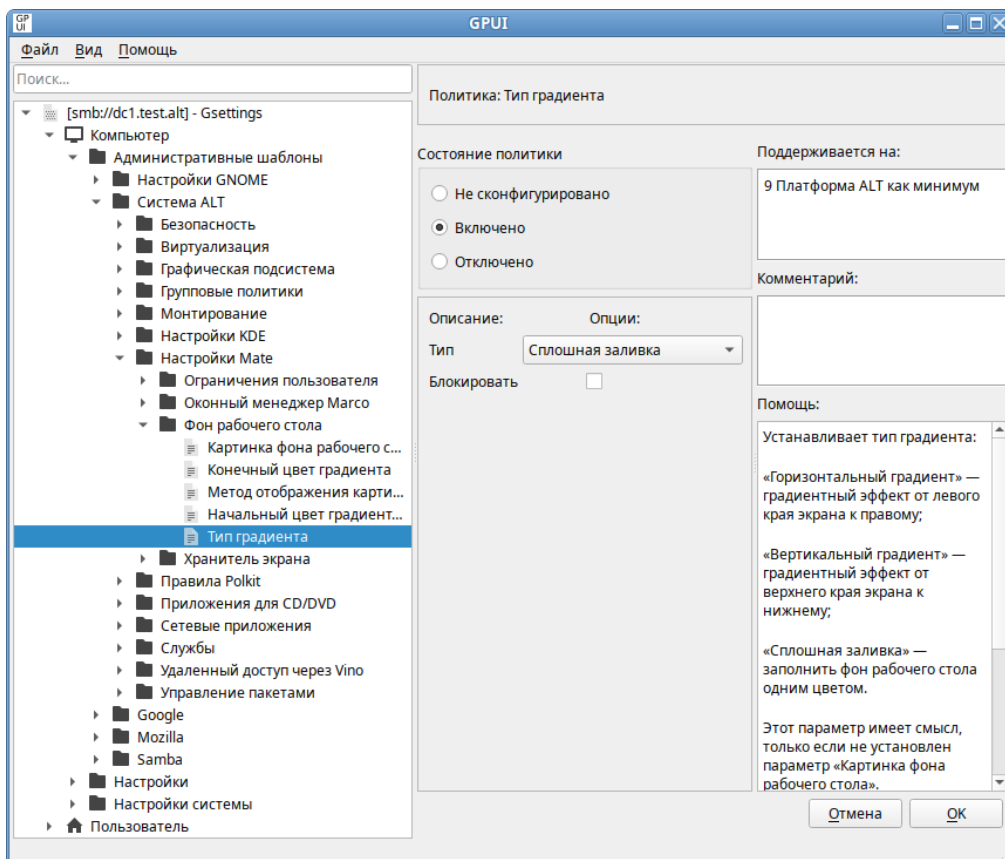 GP
UI
GPUI
Файл Вид Помощь
Поиск...
[smb://dc1.test.alt] - Gsettings
Компьютер
Административные шаблоны
Настройки GNOME
Система ALT
Безопасность
Виртуализация
Графическая подсистема
Групповые политики
Монтирование
Настройки KDE
Настройки Mate
Ограничения пользователя
Оконный менеджер Marco
Фон рабочего стола
Картинка фона рабочего с...
Конечный цвет градиента
Метод отображения карти...
Начальный цвет градиент...
Тип градиента
Хранитель экрана
Правила Polkit
Приложения для CD/DVD
Сетевые приложения
Службы
Удаленный доступ через Vino
Управление пакетами
Google
Mozilla
Samba
Настройки
Настройки системы
Пользователь
Политика: Тип градиента
Состояние политики
Не сконфигурировано
Включено
Отключено
Описание: Опции:
Тип Сплошная заливка
Блокировать
Поддерживается на:
9 Платформа ALT как минимум
Комментарий:
Помощь:
Устанавливает тип градиента:
«Горизонтальный градиент» —
градиентный эффект от левого
края экрана к правому;
«Вертикальный градиент» —
градиентный эффект от
верхнего края экрана к
нижнему;
«Сплошная заливка» —
заполнить фон рабочего стола
одним цветом.
Этот параметр имеет смысл,
только если не установлен
параметр «Картинка фона
рабочего стола».
Отмена OK